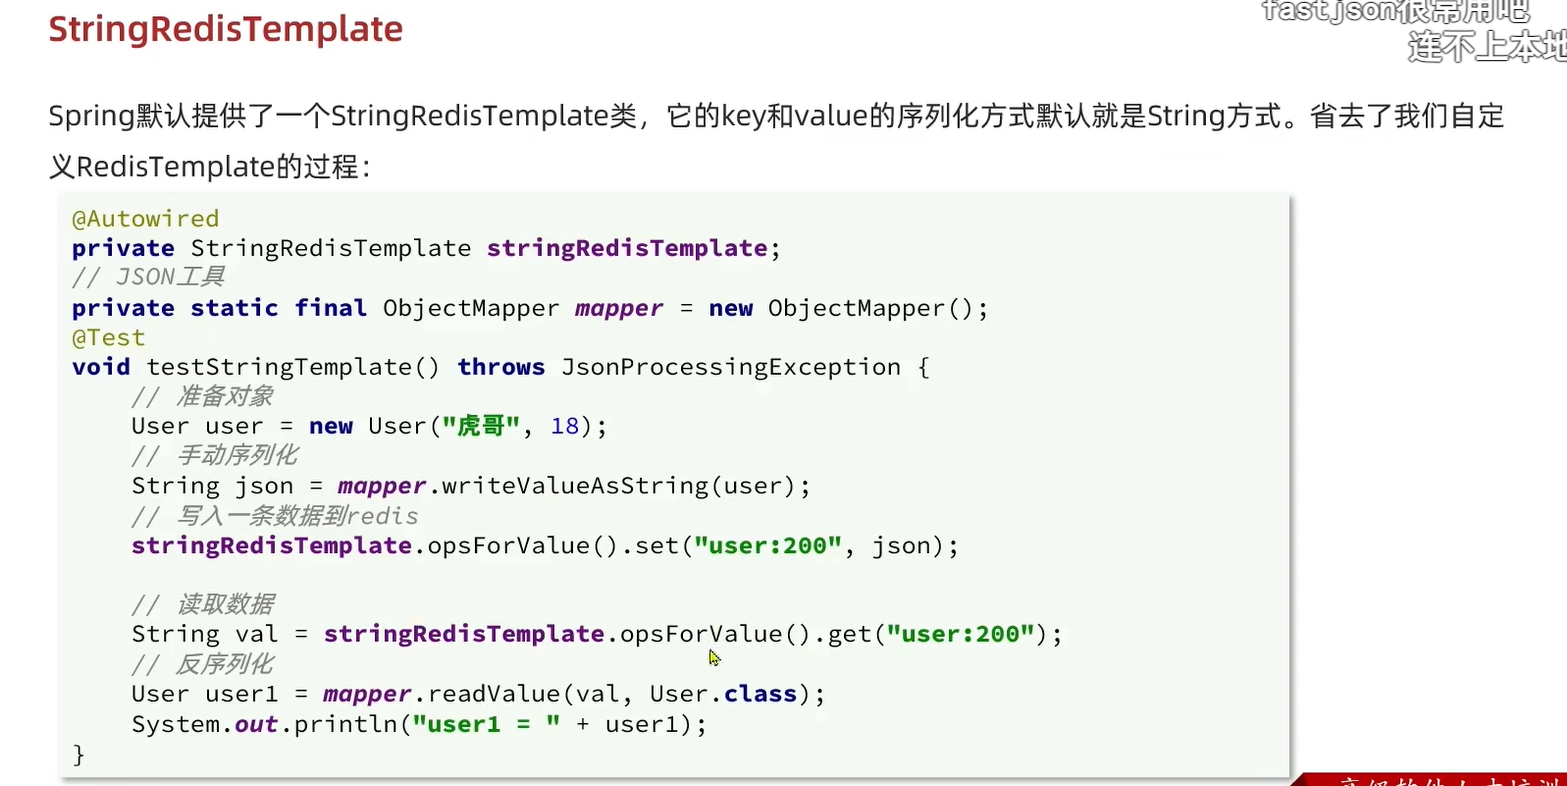 fastjson很常用吧
StringRedisTemplate
连不上本地
Spring默认提供了一个StringRedisTemplate类，它的key和value的序列化方式默认就是String方式。省去了我们自定
义RedisTemplate的过程：
@Autowired
private StringRedisTemplate stringRedisTemplate;
// JSON工具
private static final ObjectMapper mapper = new ObjectMapper();
@Test
void testStringTemplate() throws JsonProcessingException {
// 准备对象
User user = new User("虎哥", 18);
// 手动序列化
String json = mapper.writeValueAsString(user);
// 写入一条数据到redis
stringRedisTemplate.opsForValue().set("user:200", json);
// 读取数据
String val = stringRedisTemplate.opsForValue().get("user:200");
// 反序列化
User user1 = mapper.readValue(val, User.class);
System.out.println("user1 = " + user1);
}